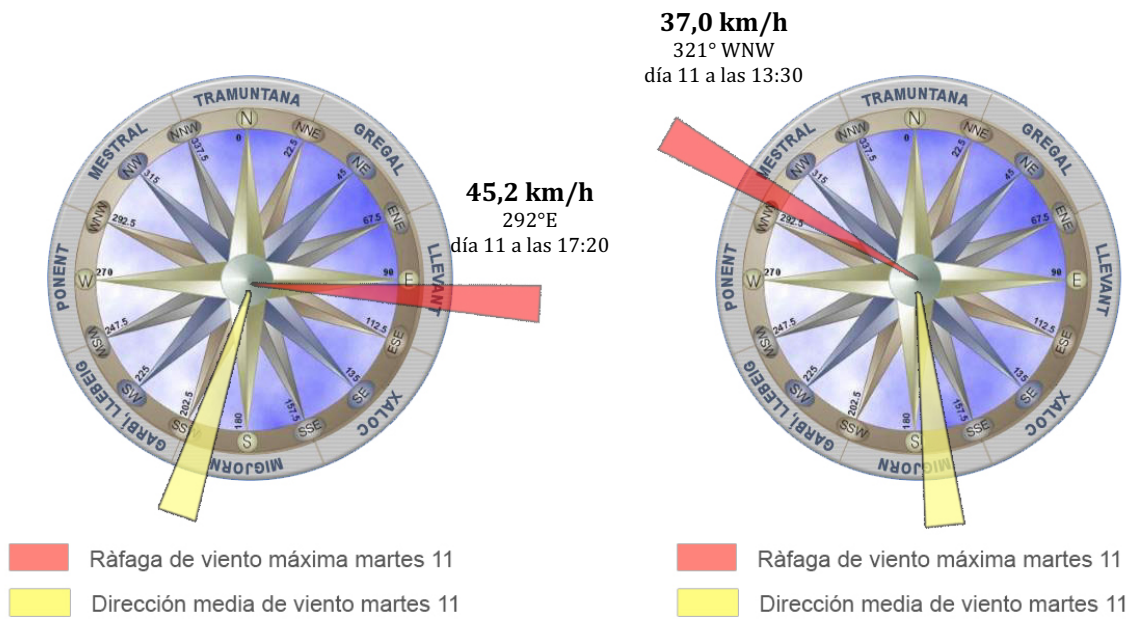 45,2 km/h
292°E
día 11 a las 17:20
TRAMUNTANA
GREGAL
LLEVANT
XALOC
MIGJORN
GARBÍ, LLEBEIG
PONENT
MESTRAL
N
NNE
NE
ENE
E
ESE
SE
SSE
S
SSW
SW
WSW
W
WNW
NW
NNW
0
22.5
45
67.5
90
112.5
135
157.5
180
202.5
225
247.5
270
292.5
315
337.5
Ràfaga de viento máxima martes 11
Dirección media de viento martes 11
37,0 km/h
321° WNW
día 11 a las 13:30
TRAMUNTANA
GREGAL
LLEVANT
XALOC
MIGJORN
GARBÍ, LLEBEIG
PONENT
MESTRAL
N
NNE
NE
ENE
E
ESE
SE
SSE
S
SSW
SW
WSW
W
WNW
NW
NNW
0
22.5
45
67.5
90
112.5
135
157.5
180
202.5
225
247.5
270
292.5
315
337.5
Ràfaga de viento máxima martes 11
Dirección media de viento martes 11